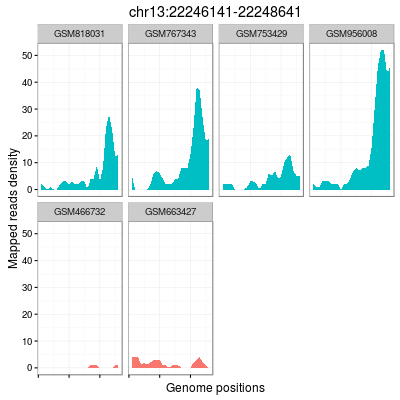 chr13:22246141-22248641
GSM818031 GSM767343 GSM753429 GSM956008
50
40
30
20
10
0
GSM466732 GSM663427
50
40
30
20
10
0
Mapped reads density
Genome positions